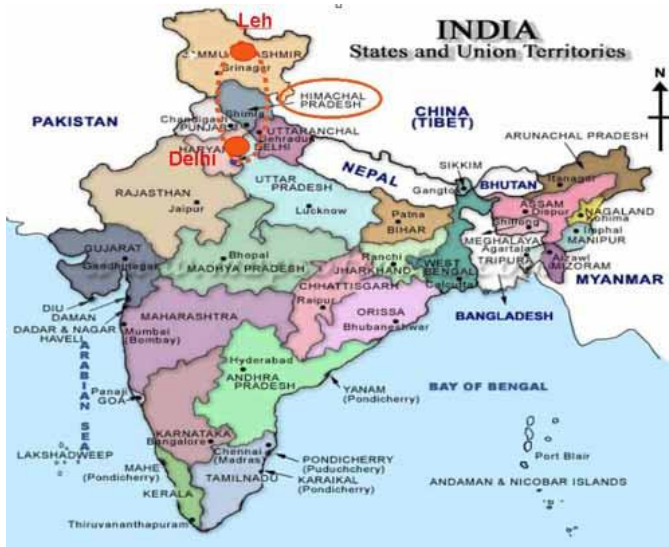 Leh
INDIA
States and Union Territories
JAMMU KASHMIR
Srinagar
N
HIMACHAL
PRADESH
CHINA
(TIBET)
PAKISTAN
Chandigarh
Shimla
PUNJAB
UTTARANCHAL
Dehradun
HARYANA
DELHI
Delhi
ARUNACHAL PRADESH
SIKKIM
NEPAL
Gangtok
BHUTAN
Itanagar
RAJASTHAN
Jaipur
UTTAR
PRADESH
Lucknow
ASSAM
Dispur
NAGALAND
Kohima
Patna
BIHAR
Shillong
MEGHALAYA
Imphal
MANIPUR
GUJARAT
Gandhinagar
Bhopal
MADHYA PRADESH
Ranchi
JHARKHAND
WEST
BENGAL
Calcutta
Agartala
TRIPURA
Aizawl
MIZORAM
MYANMAR
CHHATTISGARH
Raipur
DIU
DAMAN
DADAR & NAGAR
HAVELI
MAHARASHTRA
Mumbai
(Bombay)
ORISSA
Bhubaneshwar
BANGLADESH
ARABIAN SEA
Hyderabad
ANDHRA
PRADESH
YANAM
(Pondicherry)
BAY OF BENGAL
Panaji
GOA
KARNATAKA
Bangalore
Chennai
(Madras)
PONDICHERRY
(Puduchchery)
LAKSHADWEEP
MAHE
(Pondicherry)
KERALA
TAMILNADU
KARAIKAL
(Pondicherry)
Port Blair
ANDAMAN & NICOBAR ISLANDS
Thiruvananthapuram